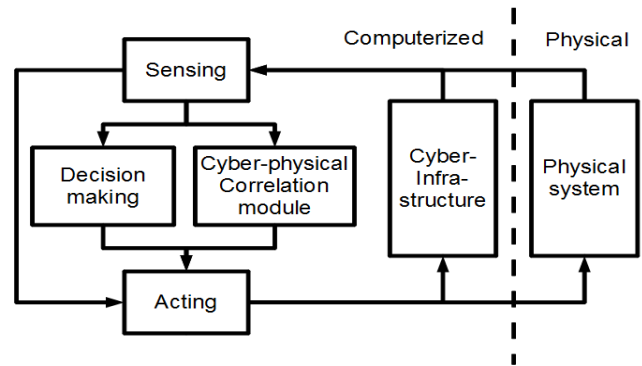 Computerized
Physical
Sensing
Decision
making
Cyber-physical
Correlation
module
Cyber-
Infra-
structure
Physical
system
Acting